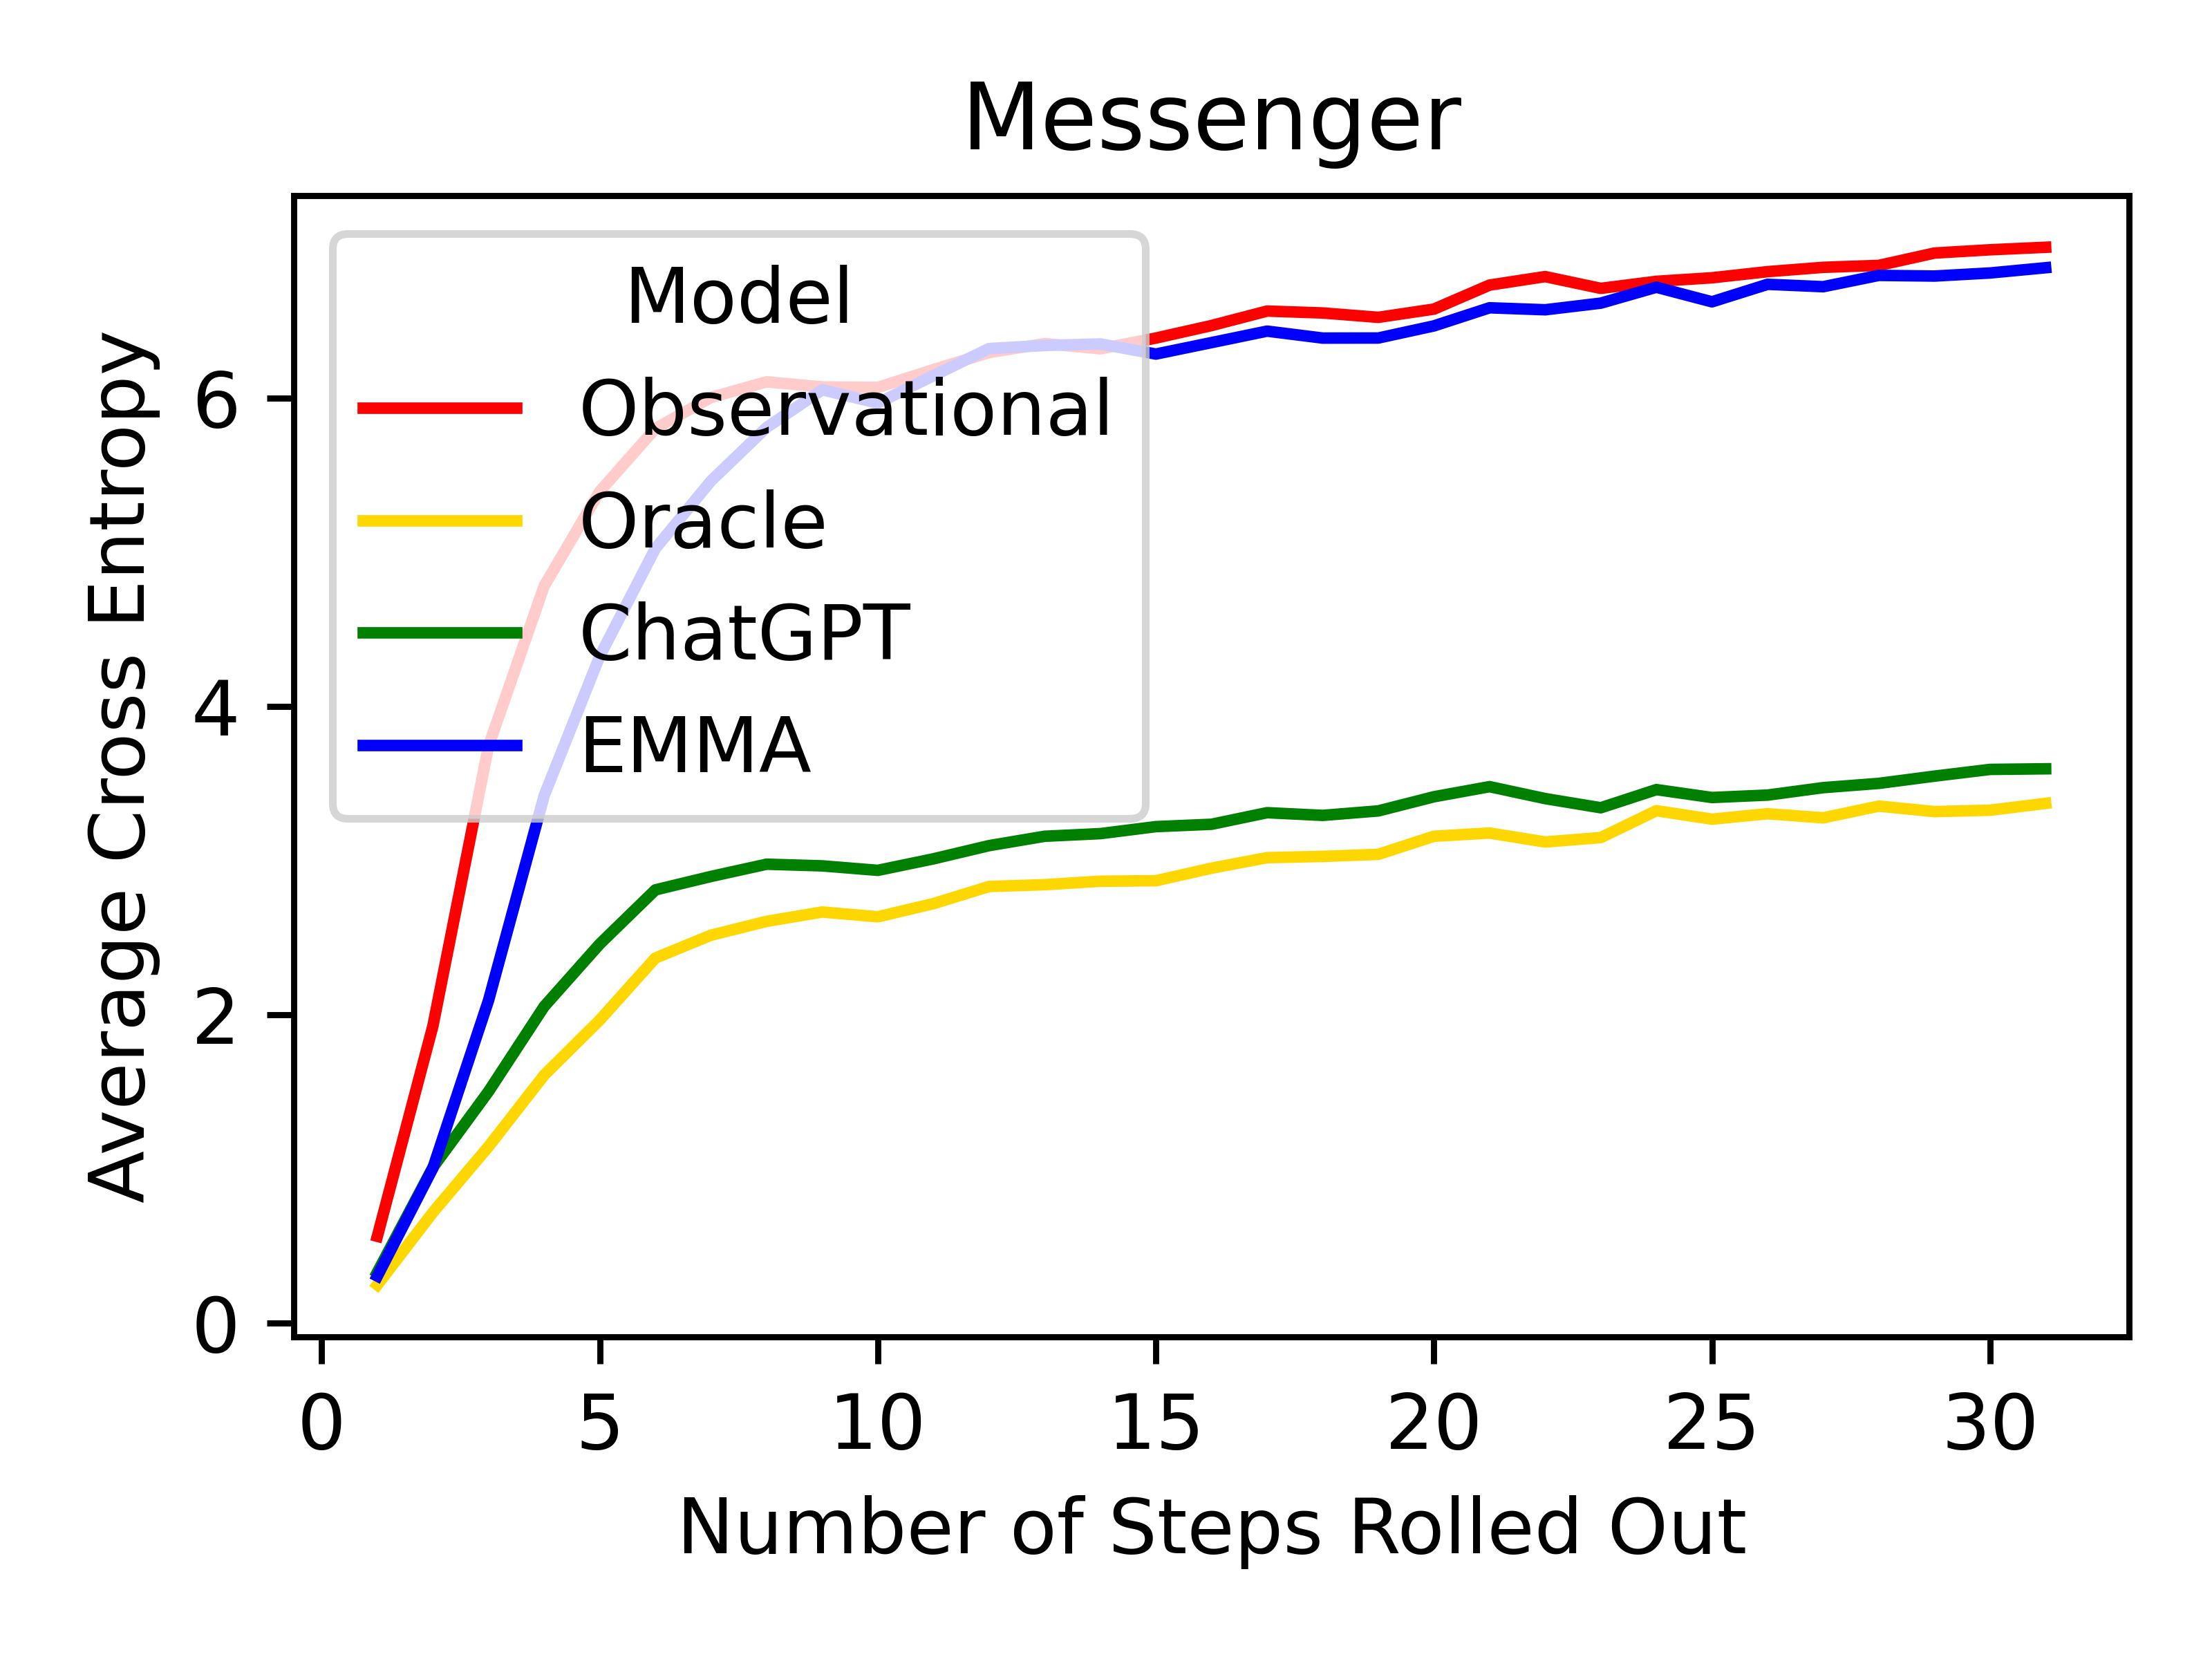 Messenger
Average Cross Entropy
6
4
2
0
Model
Observational
Oracle
ChatGPT
EMMA
0 5 10 15 20 25 30
Number of Steps Rolled Out